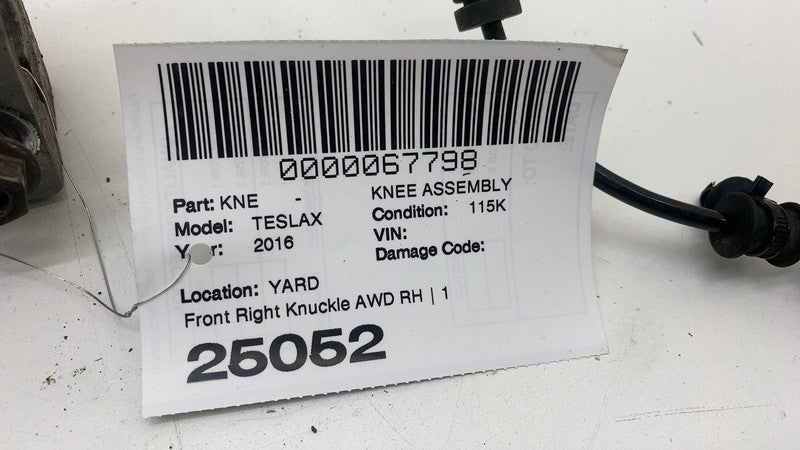 0000067798
Part: KNE - KNEE ASSEMBLY
Model: TESLAX Condition: 115K
Year: 2016 VIN:
Damage Code:
Location: YARD
Front Right Knuckle AWD RH | 1
25052